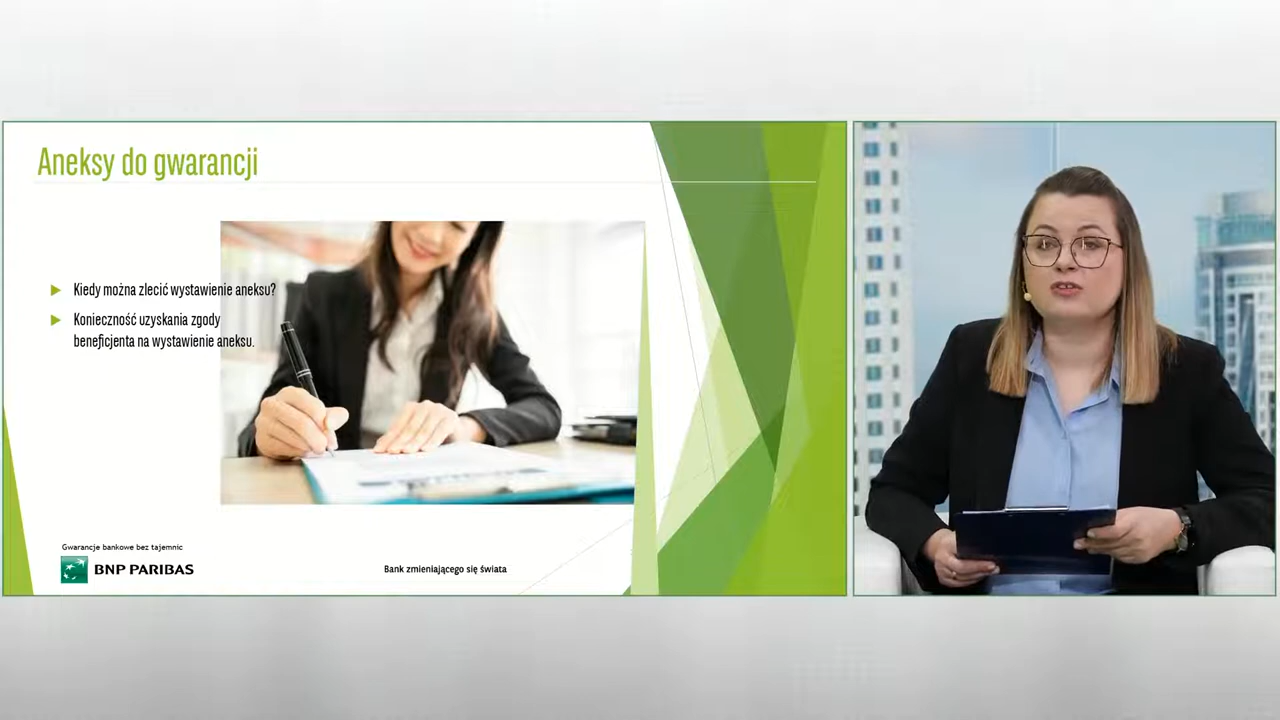 Aneksy do gwarancji
Kiedy można zlecić wystawienie aneksu?
Konieczność uzyskania zgody
beneficjenta na wystawienie aneksu.
Gwarancje bankowe bez tajemnic
BNP PARIBAS
Bank zmieniającego się świata